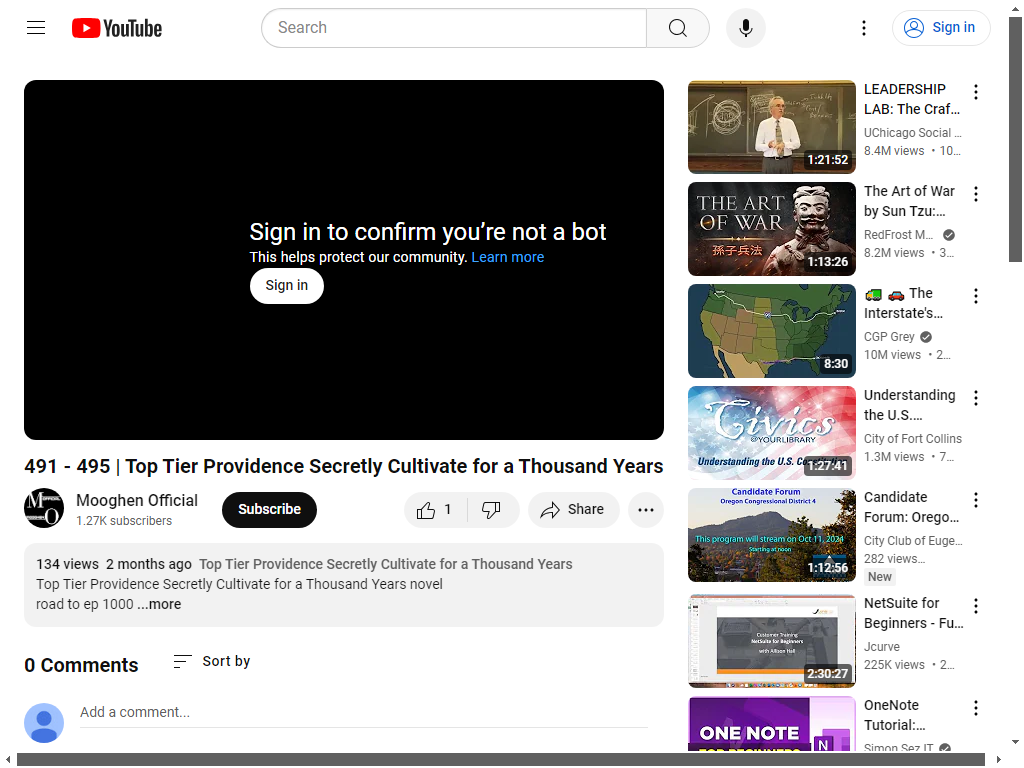 YouTube
Search
Sign in
Sign in to confirm you’re not a bot
This helps protect our community. Learn more
Sign in
491 - 495 | Top Tier Providence Secretly Cultivate for a Thousand Years
Mooghen Official
1.27K subscribers
Subscribe
1
Share
134 views 2 months ago Top Tier Providence Secretly Cultivate for a Thousand Years
Top Tier Providence Secretly Cultivate for a Thousand Years novel
road to ep 1000 ...more
0 Comments
Sort by
Add a comment...
1:21:52
LEADERSHIP
LAB: The Craf…
UChicago Social …
8.4M views • 10…
THE ART
OF WAR
孫子兵法
1:13:26
The Art of War
by Sun Tzu:…
RedFrost M…
8.2M views • 3…
8:30
The
Interstate's…
CGP Grey
10M views • 2…
Civics
@YOURLIBRARY
Understanding the U.S.
1:27:41
Understanding
the U.S.…
City of Fort Collins
1.3M views • 7…
Candidate Forum
Oregon Congressional District 4
This program will stream on Oct 11, 2024
Starting at noon
1:12:56
Candidate
Forum: Orego…
City Club of Euge…
282 views…
New
Customer Training
NetSuite for Beginners
with Allison Hall
2:30:27
NetSuite for
Beginners - Fu…
Jcurve
225K views • 2…
ONE NOTE
FOR BEGINNERS
N
OneNote
Tutorial:…
Simon Sez IT